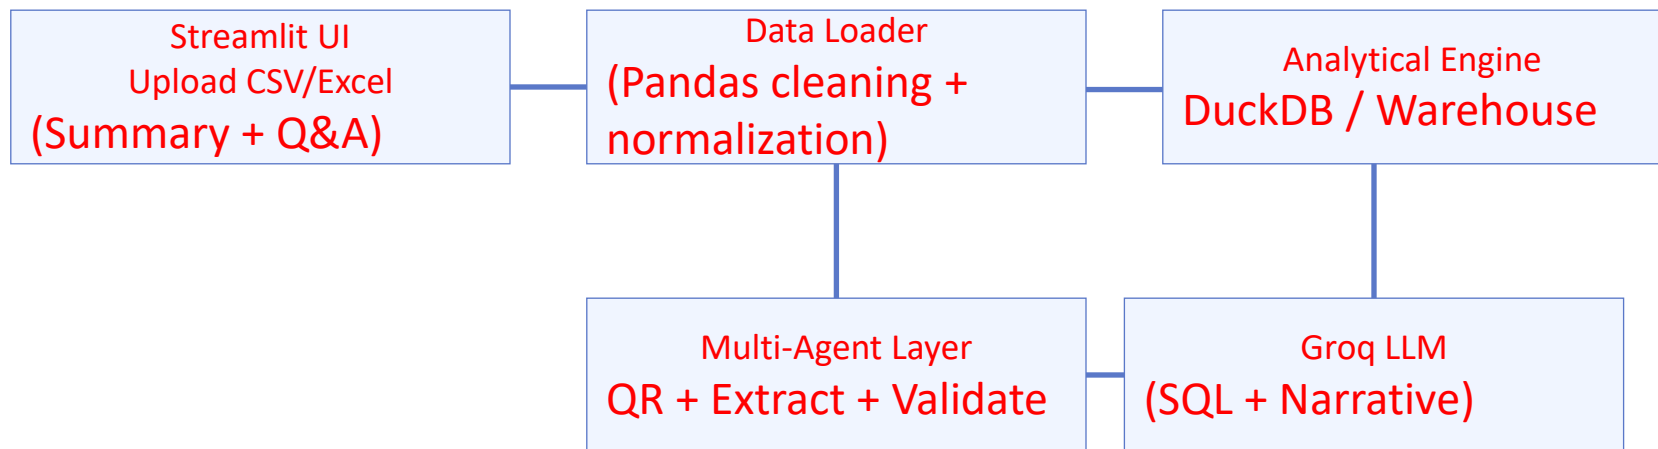 Streamlit UI
Upload CSV/Excel
(Summary + Q&A)
Data Loader
(Pandas cleaning +
normalization)
Analytical Engine
DuckDB / Warehouse
Multi-Agent Layer
QR + Extract + Validate
Groq LLM
(SQL + Narrative)